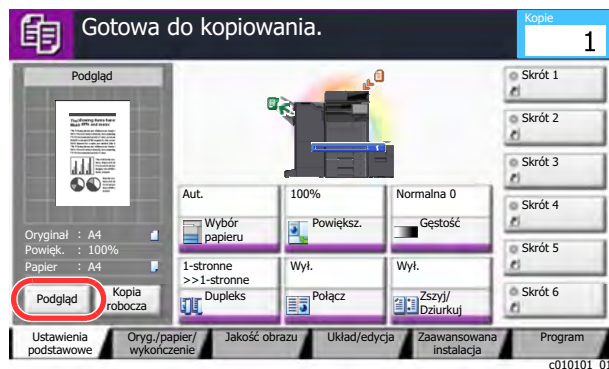 Gotowa do kopiowania.
Kopie
1
Podgląd
Oryginał : A4
Powięk. : 100%
Papier : A4
Podgląd
Kopia
robocza
Aut.
Wybór
papieru
100%
Powiększ.
Normalna 0
Gęstość
1-stronne
>>1-stronne
Dupleks
Wył.
Połącz
Wył.
Zszyj/
Dziurkuj
Skrót 1
Skrót 2
Skrót 3
Skrót 4
Skrót 5
Skrót 6
Ustawienia
podstawowe
Oryg./papier/
wykończenie
Jakość obrazu
Układ/edycja
Zaawansowana
instalacja
Program
c010101_01